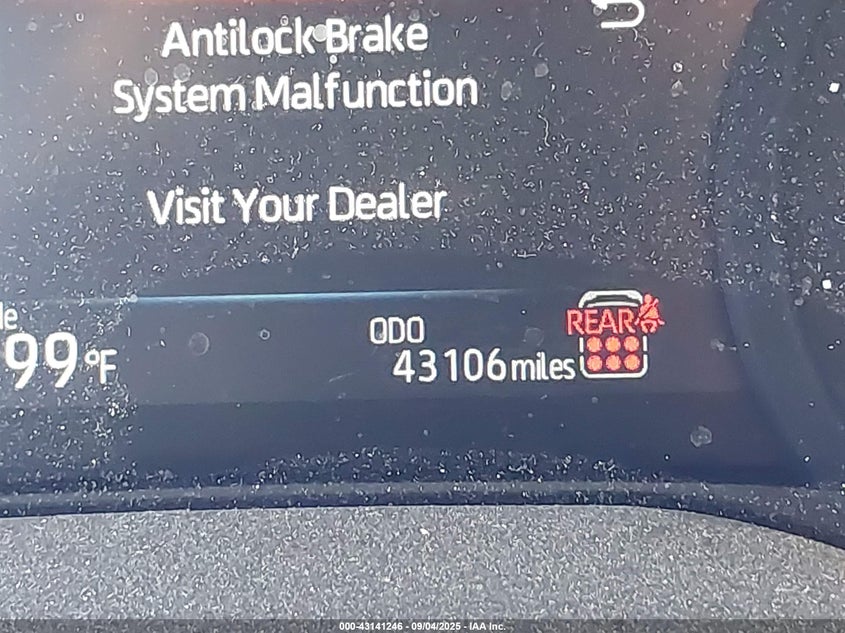 Antilock Brake
System Malfunction
Visit Your Dealer
ODO
99°F
43106 miles
REAR
000-43141246 - 09/04/2025 - IAA Inc.